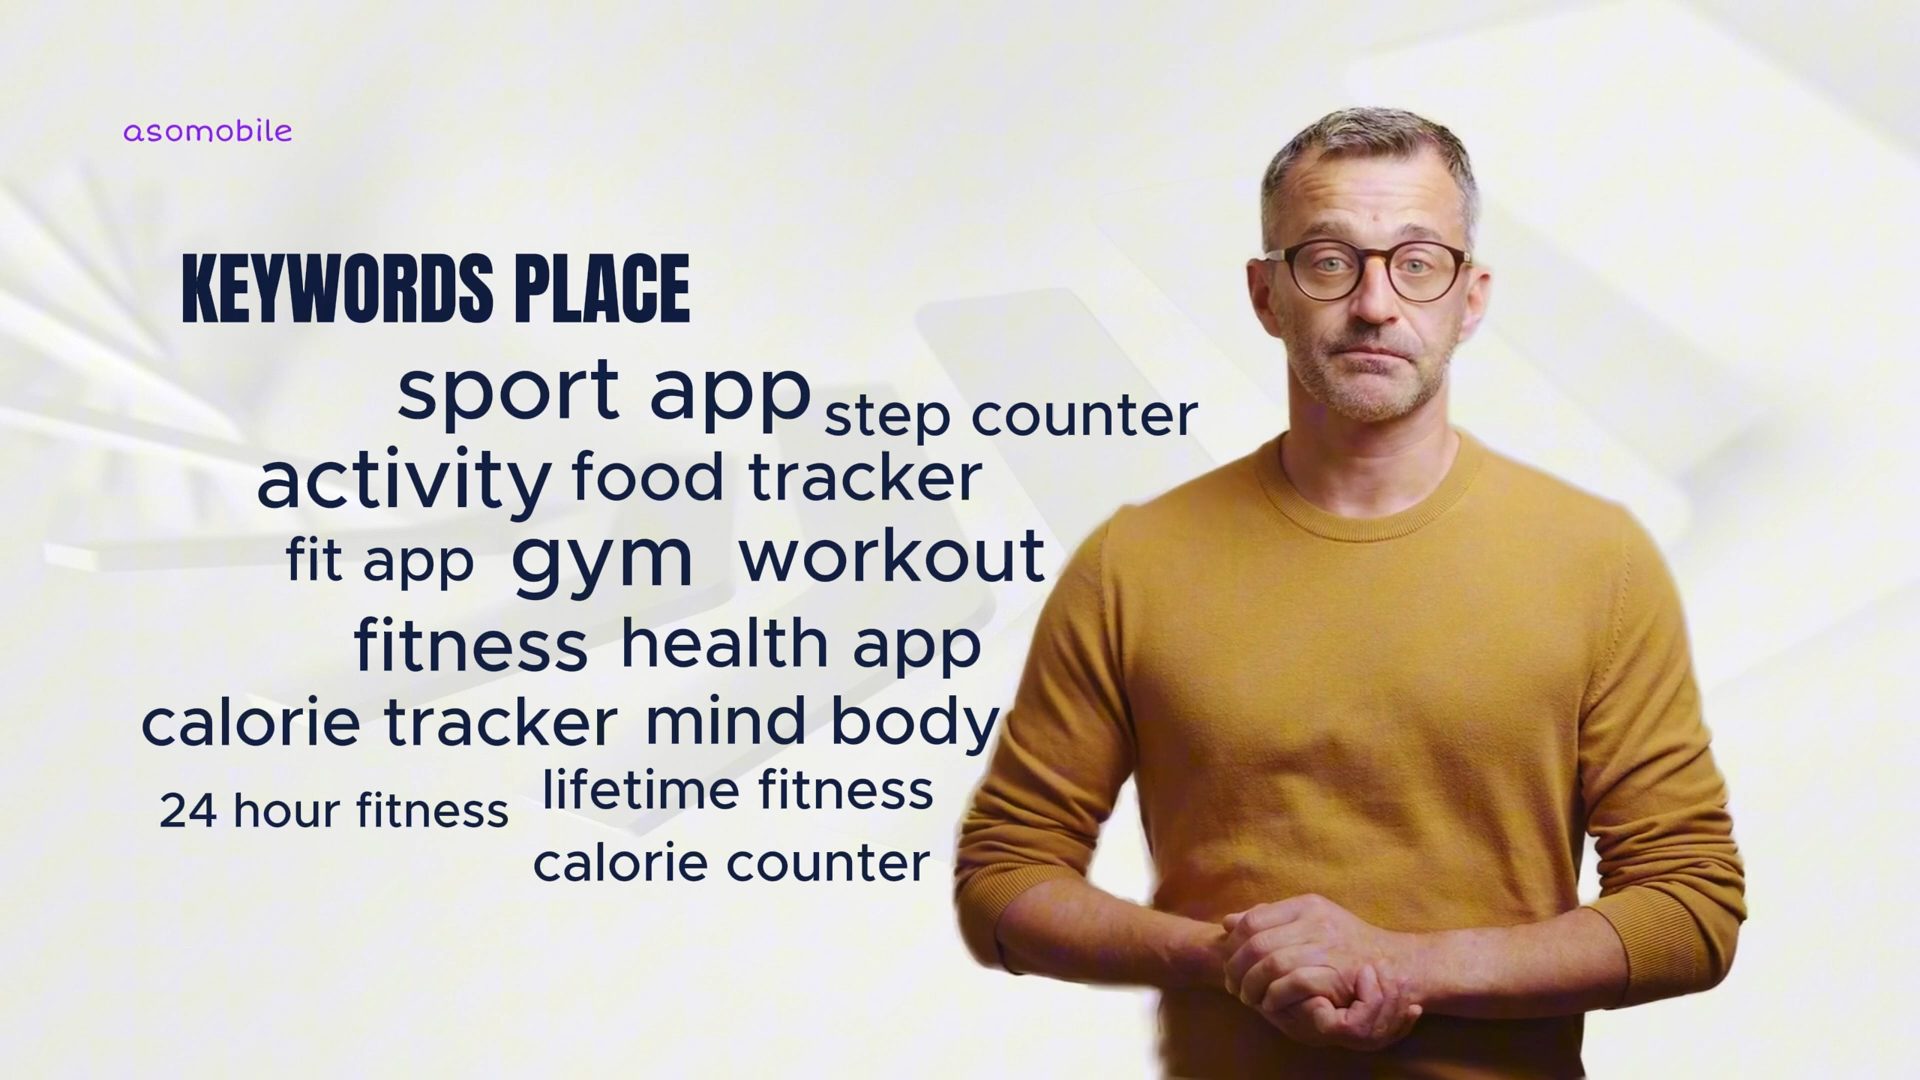 asomobile
KEYWORDS PLACE
sport app step counter
activity food tracker
fit app gym workout
fitness health app
calorie tracker mind body
24 hour fitness lifetime fitness
calorie counter